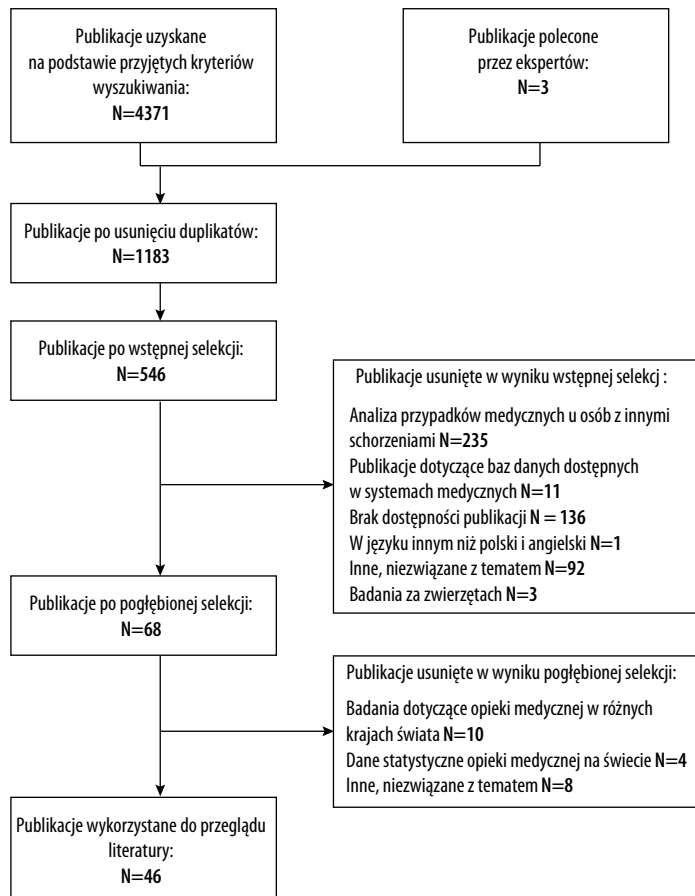 Publikacje uzyskane
na podstawie przyjętych kryteriów
wyszukiwania:
N=4371
Publikacje polecone
przez ekspertów:
N=3
Publikacje po usunięciu duplikatów:
N=1183
Publikacje po wstępnej selekcji:
N=546
Publikacje usunięte w wyniku wstępnej selekcj :
Analiza przypadków medycznych u osób z innymi
schorzeniami N=235
Publikacje dotyczące baz danych dostępnych
w systemach medycznych N=11
Brak dostępności publikacji N = 136
W języku innym niż polski i angielski N=1
Inne, niezwiązane z tematem N=92
Badania za zwierzętach N=3
Publikacje po pogłębionej selekcji:
N=68
Publikacje usunięte w wyniku pogłębionej selekcji:
Badania dotyczące opieki medycznej w różnych
krajach świata N=10
Dane statystyczne opieki medycznej na świecie N=4
Inne, niezwiązane z tematem N=8
Publikacje wykorzystane do przeglądu
literatury:
N=46